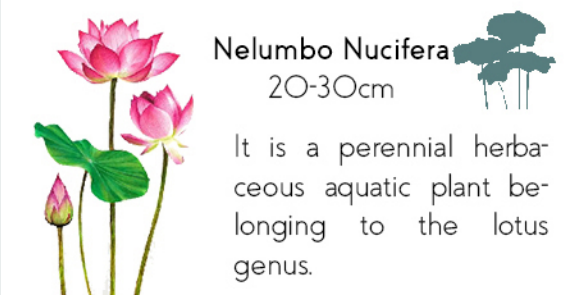 Nelumbo Nucifera
20-30cm
It is a perennial herba-
ceous aquatic plant be-
longing to the lotus
genus.